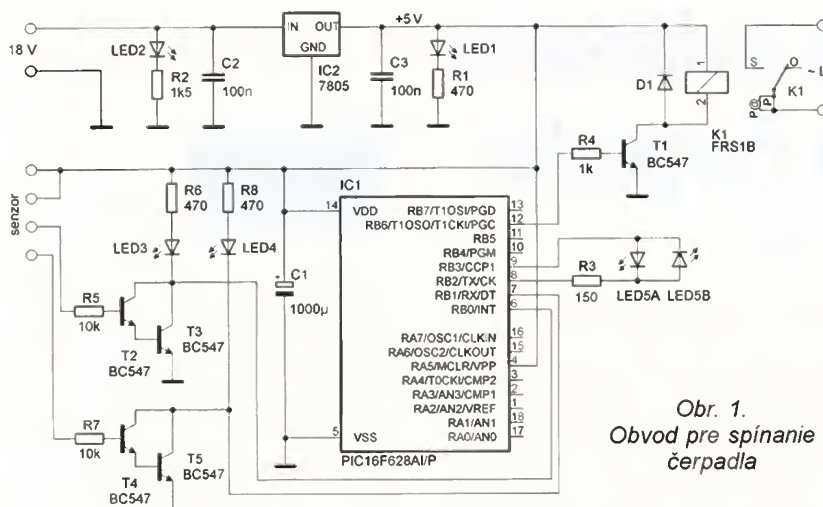 18 V
LED2
R2
1k5
C2
100n
IN
OUT
GND
IC2
7805
+5 V
C3
100n
LED1
R1
470
D1
1
2
K1
FRS1B
S
O
~ L
K1
P
P@
R4
1k
T1
BC547
senzor
R6
470
R8
470
LED3
LED4
R5
10k
T2
BC547
T3
BC547
R7
10k
T4
BC547
T5
BC547
+
C1
1000µ
IC1
14
VDD
5
VSS
RB7/T1OSI/PGD
13
RB6/T1OSO/T1CKI/PGC
12
RB5
11
RB4/PGM
10
RB3/CCP1
9
RB2/TX/CK
8
RB1/RX/DT
7
RB0/INT
6
RA7/OSC1/CLKIN
16
RA6/OSC2/CLKOUT
15
RA5/MCLR/VPP
4
RA4/T0CKI/CMP2
3
RA3/AN3/CMP1
2
RA2/AN2/VREF
1
RA1/AN1
18
RA0/AN0
17
PIC16F628AI/P
R3
150
LED5A
LED5B
Obr. 1.
Obvod pre spínanie
čerpadla